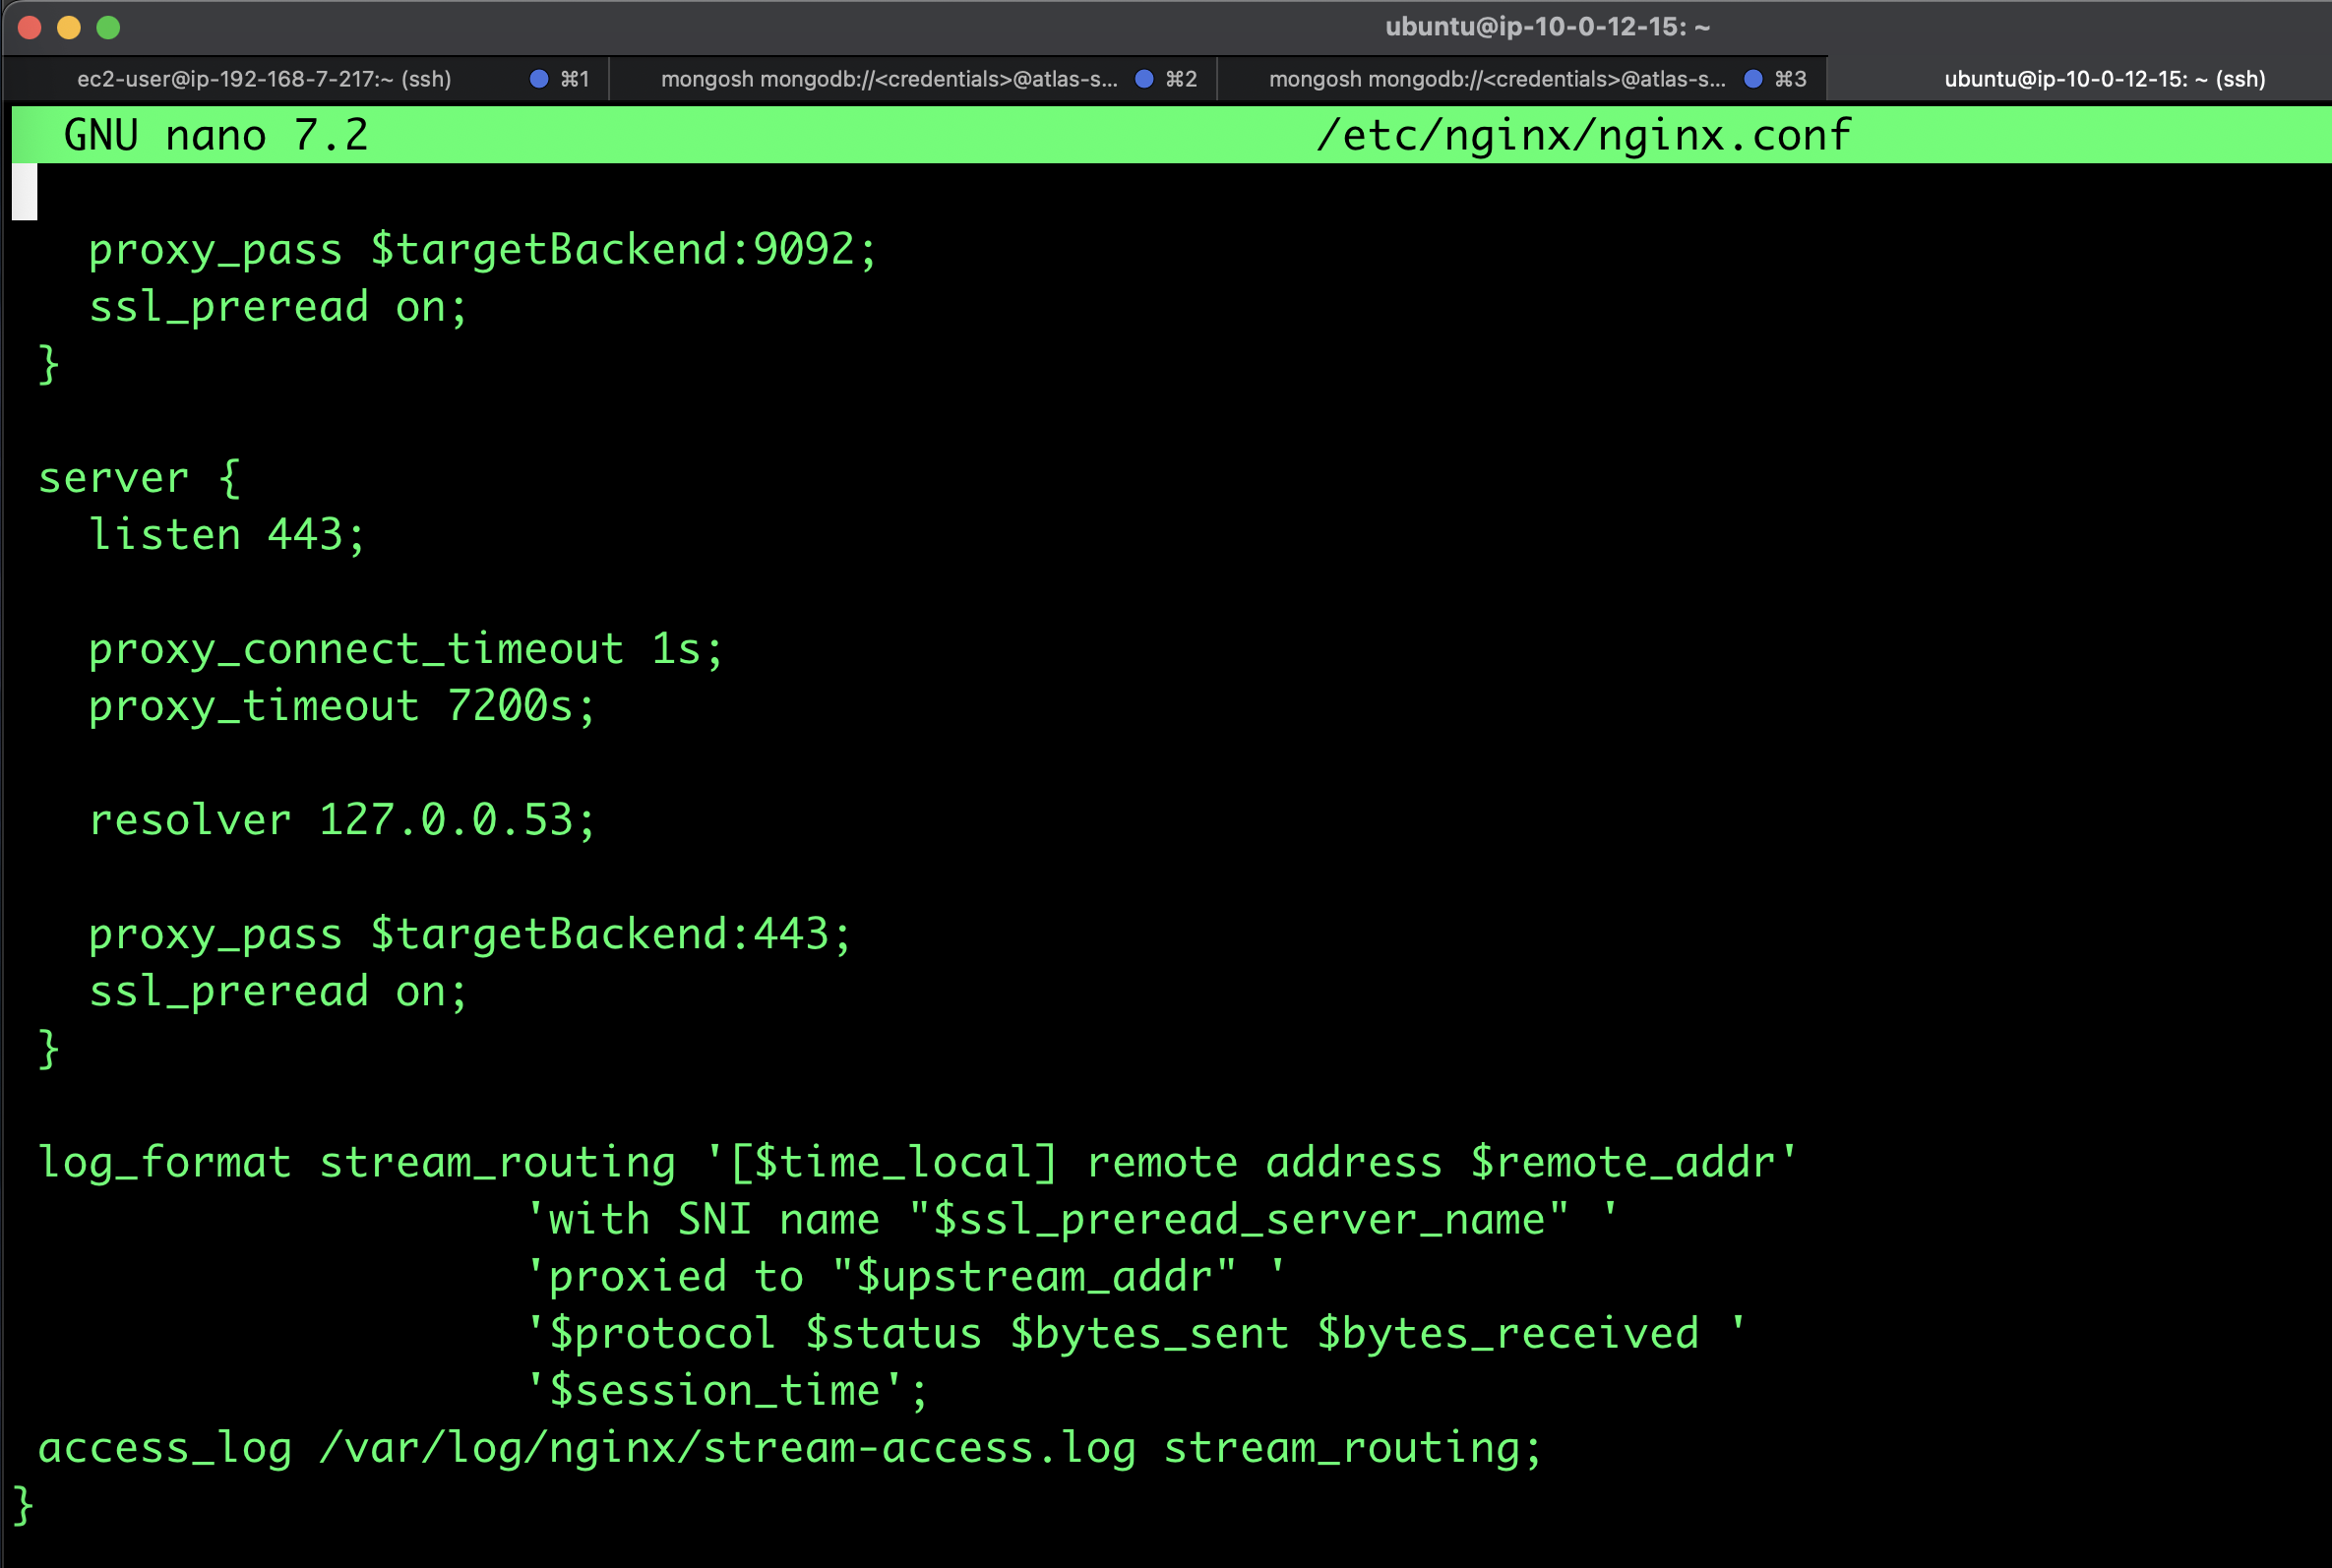 ubuntu@ip-10-0-12-15: ~
ec2-user@ip-192-168-7-217:~ (ssh) ⌘1 mongosh mongodb://<credentials>@atlas-s... ⌘2 mongosh mongodb://<credentials>@atlas-s... ⌘3 ubuntu@ip-10-0-12-15: ~ (ssh)
GNU nano 7.2 /etc/nginx/nginx.conf
proxy_pass $targetBackend:9092;
ssl_preread on;
}
server {
listen 443;
proxy_connect_timeout 1s;
proxy_timeout 7200s;
resolver 127.0.0.53;
proxy_pass $targetBackend:443;
ssl_preread on;
}
log_format stream_routing '[$time_local] remote address $remote_addr'
'with SNI name "$ssl_preread_server_name" '
'proxied to "$upstream_addr" '
'$protocol $status $bytes_sent $bytes_received '
'$session_time';
access_log /var/log/nginx/stream-access.log stream_routing;
}